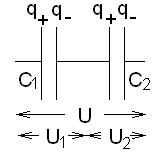 q+ q- q+ q-
C1 C2
U
U1 U2